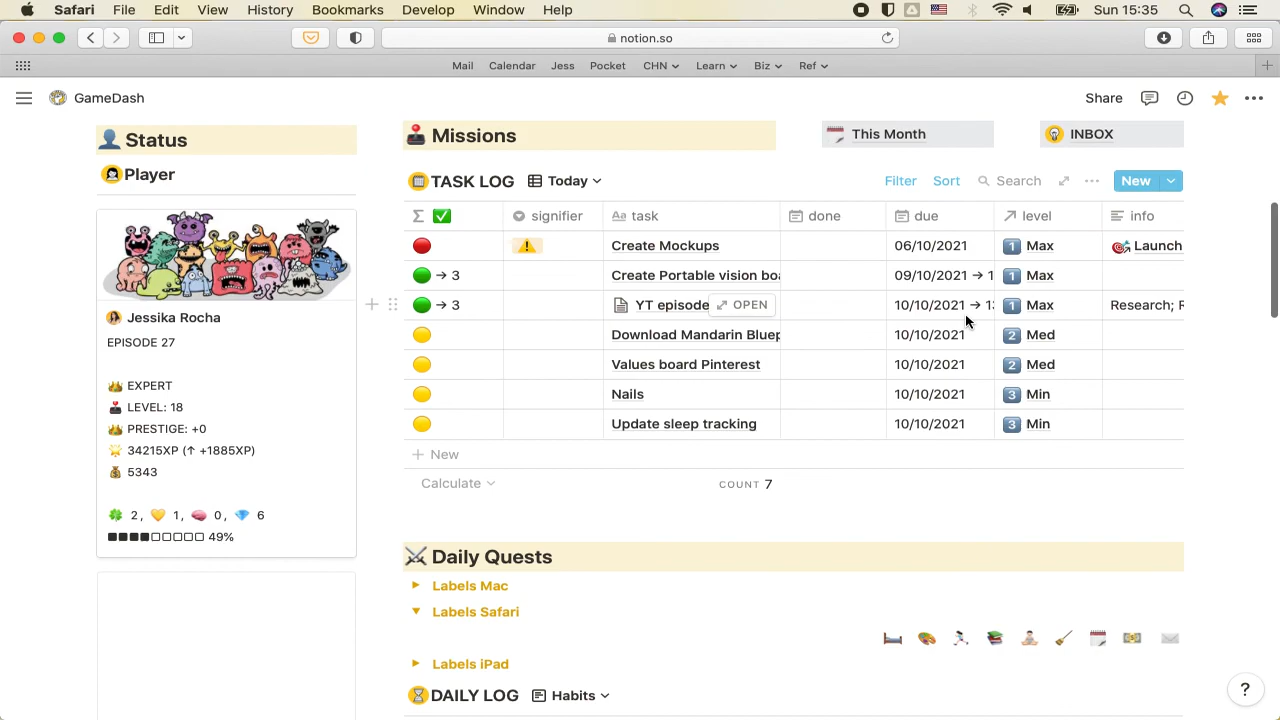 Safari File Edit View History Bookmarks Develop Window Help Sun 15:35
notion.so
Mail Calendar Jess Pocket CHN Learn Biz Ref
GameDash Share
Status
Player
Jessika Rocha
EPISODE 27
EXPERT
LEVEL: 18
PRESTIGE: +0
34215XP (↑ +1885XP)
5343
2, 1, 0, 6
49%
Missions
This Month
INBOX
TASK LOG Today Filter Sort Search New
Σ signifier Aa task done due level info
Create Mockups 06/10/2021 1 Max Launch
→ 3 Create Portable vision boa 09/10/2021 → 1 1 Max
→ 3 YT episode OPEN 10/10/2021 → 1 Max Research; R
Download Mandarin Bluep 10/10/2021 2 Med
Values board Pinterest 10/10/2021 2 Med
Nails 10/10/2021 3 Min
Update sleep tracking 10/10/2021 3 Min
+ New
Calculate COUNT 7
Daily Quests
Labels Mac
Labels Safari
Labels iPad
DAILY LOG Habits
?